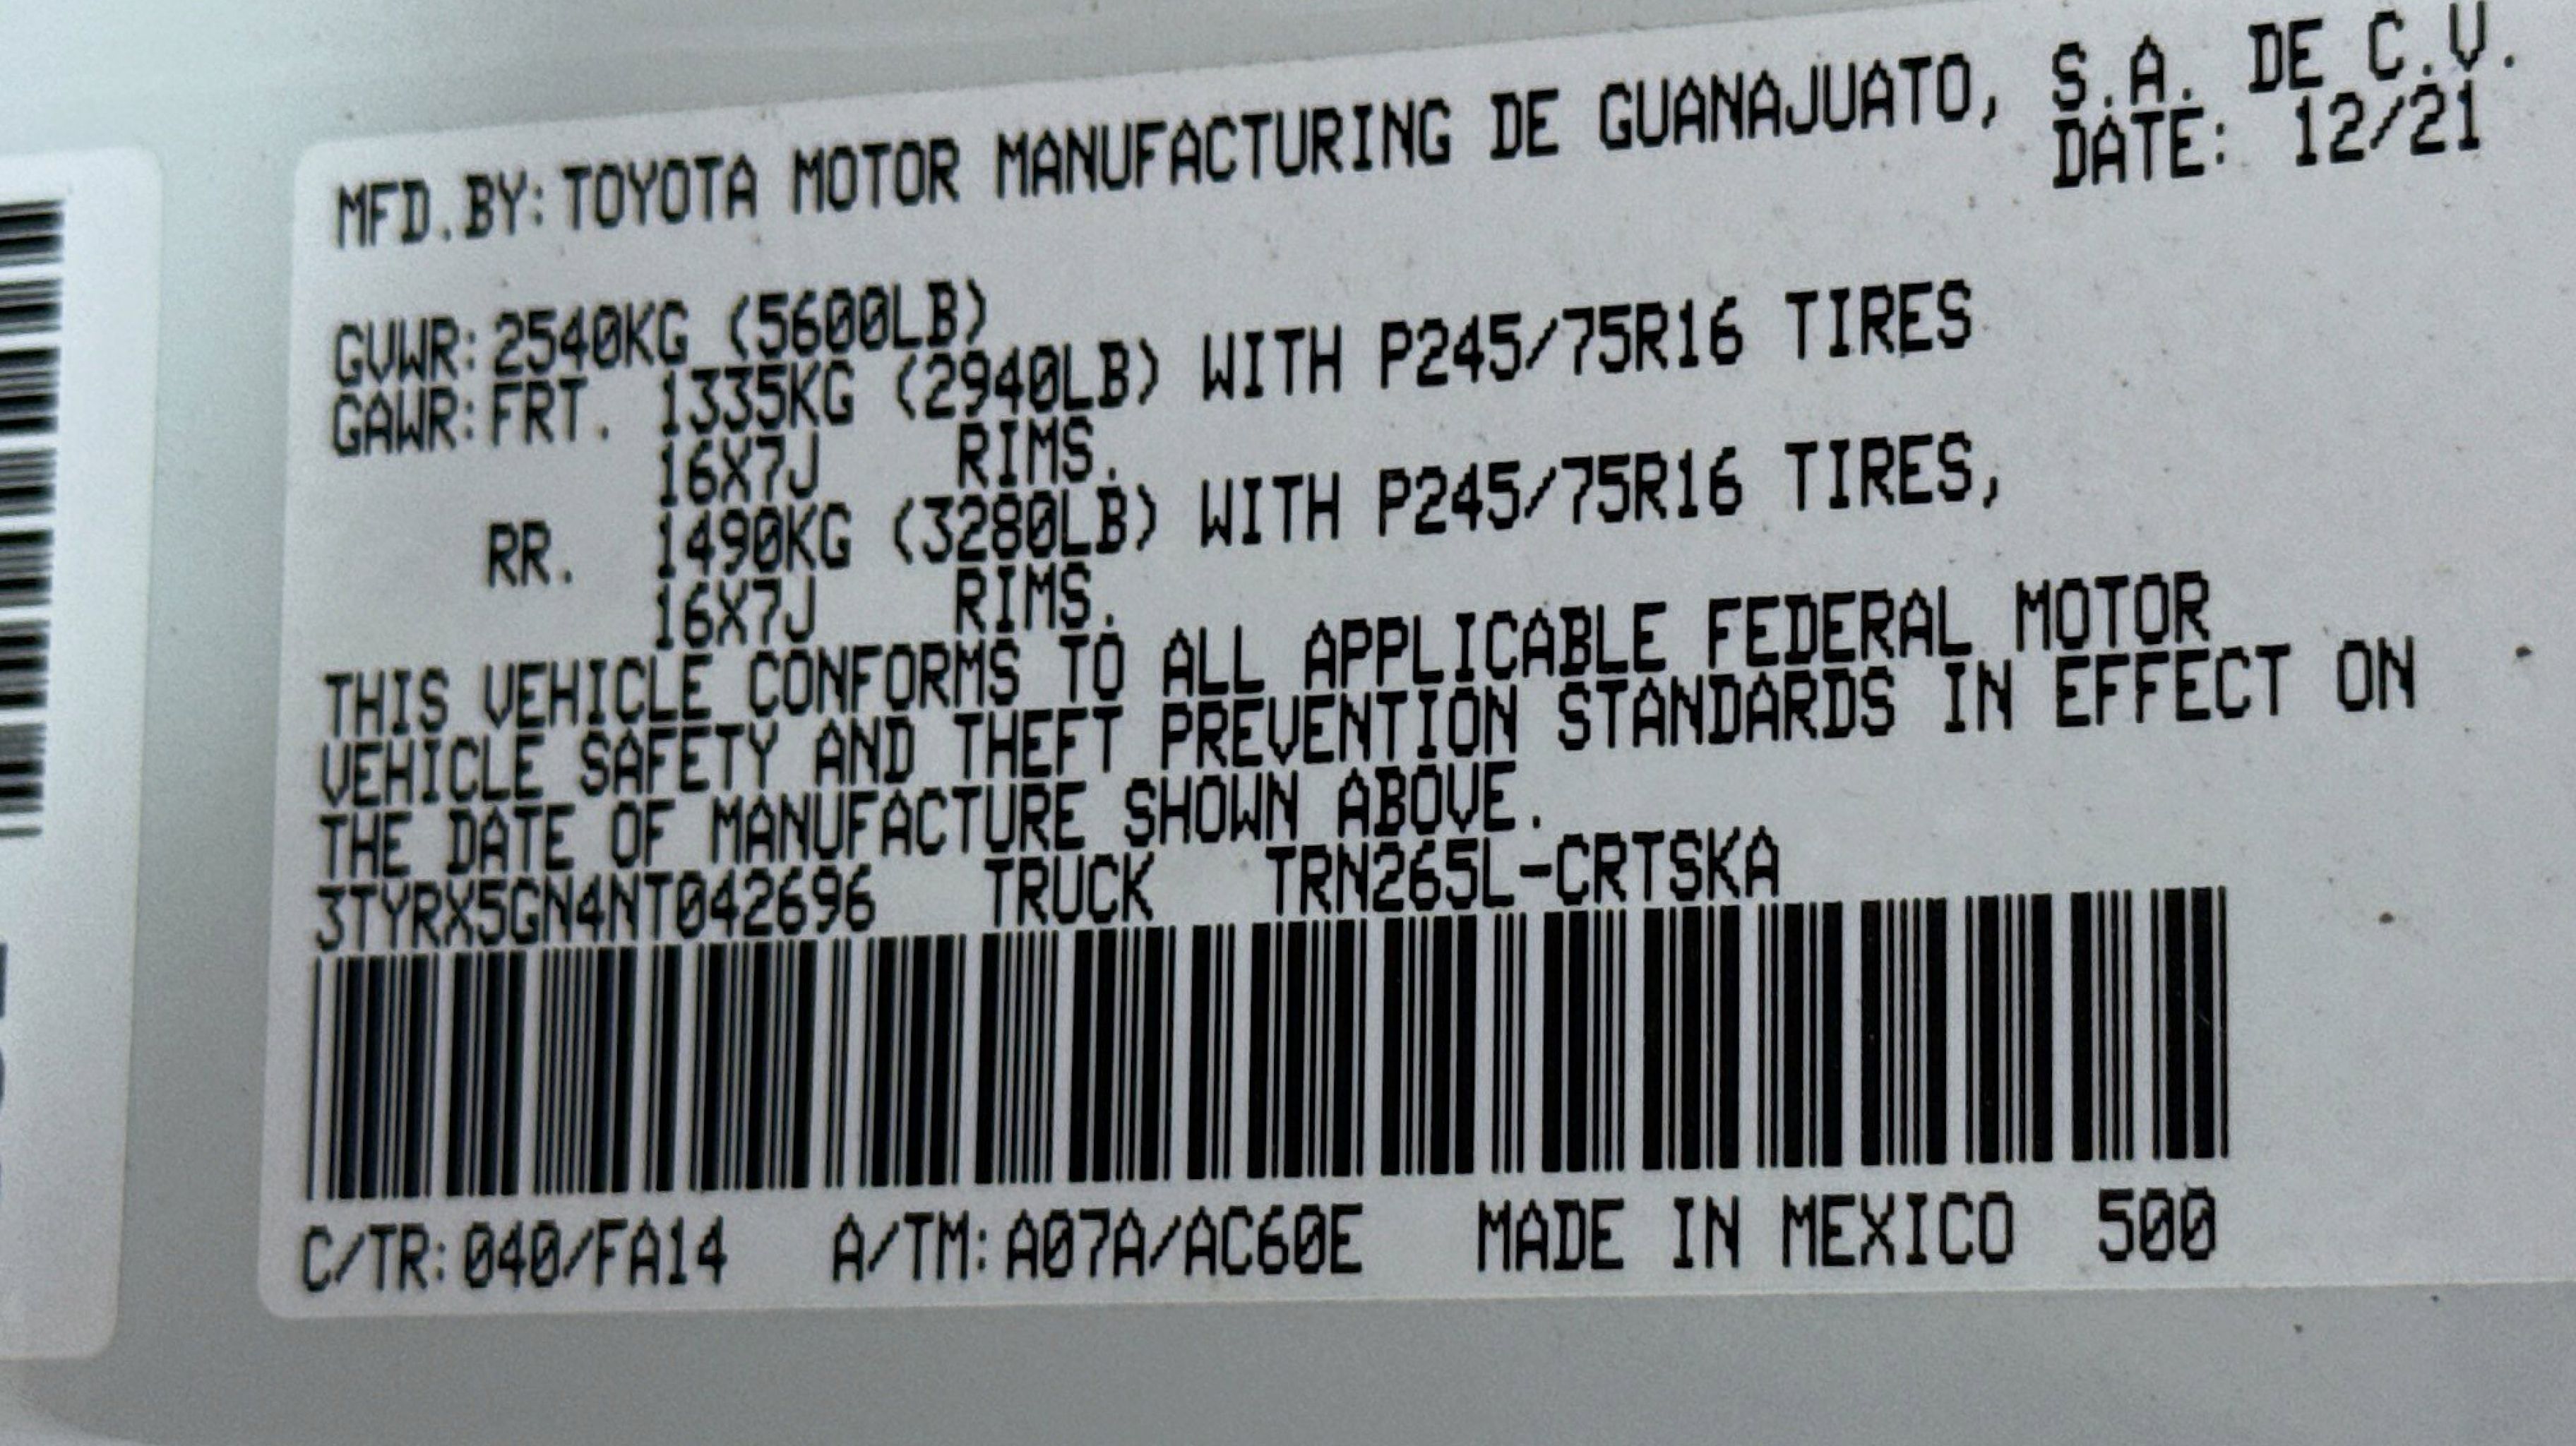 MFD.BY: TOYOTA MOTOR MANUFACTURING DE GUANAJUATO, S.A. DE C.V.
DATE: 12/21
GVWR: 2540KG (5600LB)
GAWR: FRT. 1335KG (2940LB) WITH P245/75R16 TIRES
16X7J RIMS.
RR. 1490KG (3280LB) WITH P245/75R16 TIRES,
16X7J RIMS.
THIS VEHICLE CONFORMS TO ALL APPLICABLE FEDERAL MOTOR
VEHICLE SAFETY AND THEFT PREVENTION STANDARDS IN EFFECT ON
THE DATE OF MANUFACTURE SHOWN ABOVE.
3TYRX5GN4NT042696 TRUCK TRN265L-CRTSKA
C/TR: 040/FA14 A/TM: A07A/AC60E MADE IN MEXICO 500